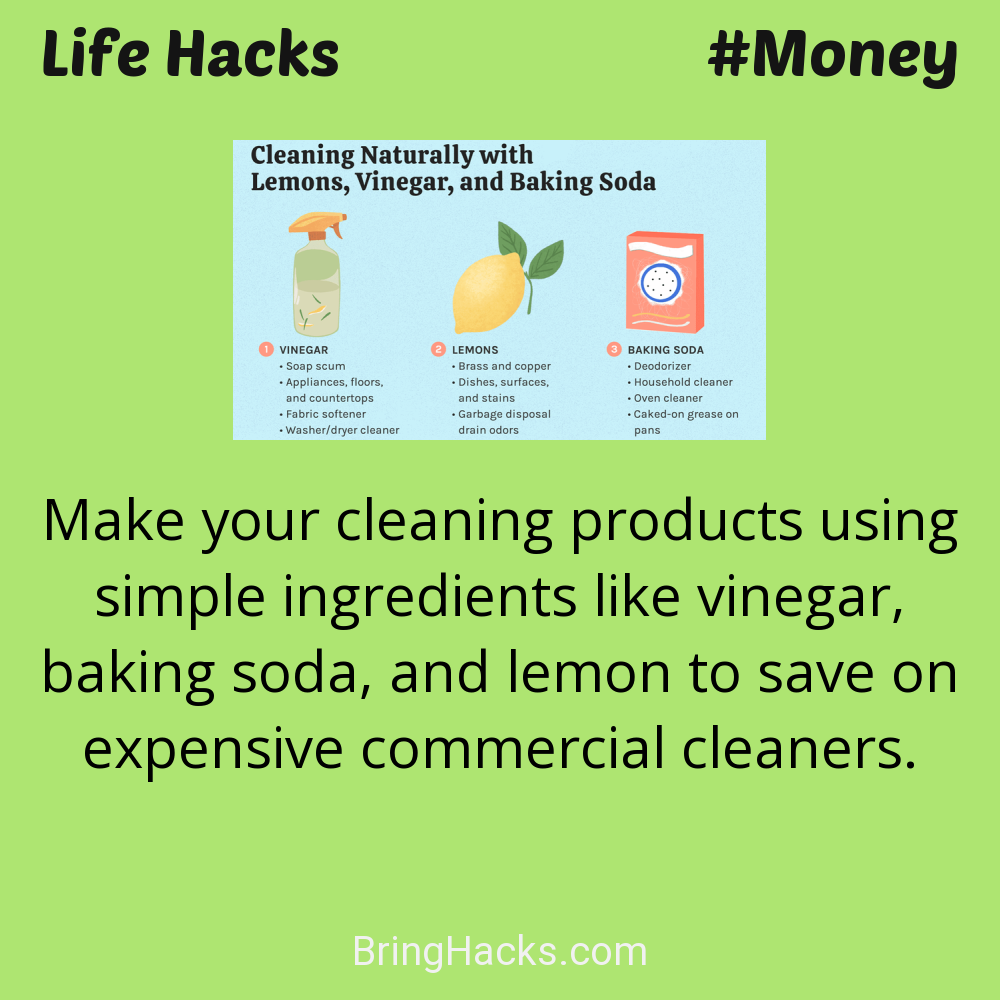 Life Hacks
#Money
Cleaning Naturally with
Lemons, Vinegar, and Baking Soda
1 VINEGAR
• Soap scum
• Appliances, floors,
and countertops
• Fabric softener
• Washer/dryer cleaner
2 LEMONS
• Brass and copper
• Dishes, surfaces,
and stains
• Garbage disposal
drain odors
3 BAKING SODA
• Deodorizer
• Household cleaner
• Oven cleaner
• Caked-on grease on
pans
Make your cleaning products using
simple ingredients like vinegar,
baking soda, and lemon to save on
expensive commercial cleaners.
BringHacks.com